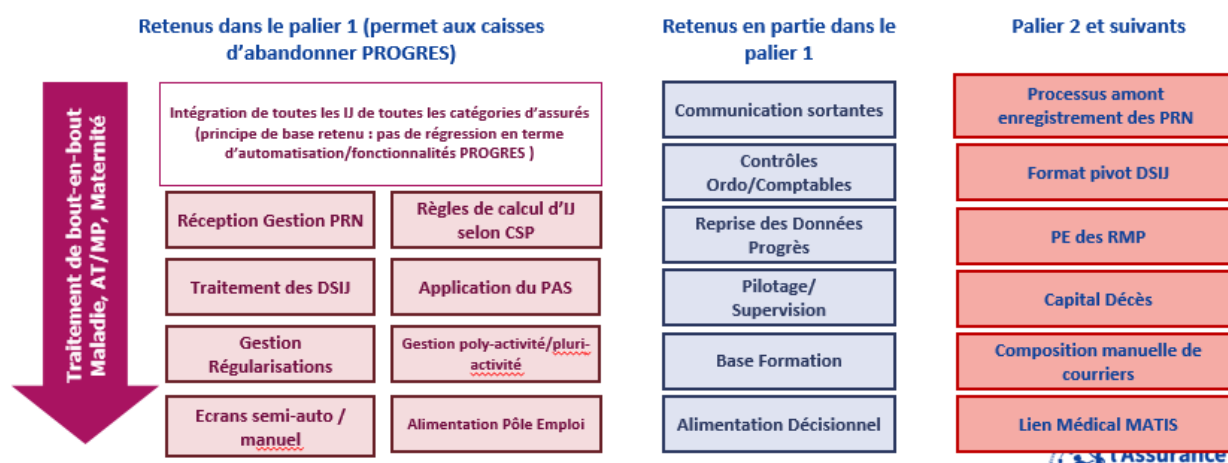 Retenus dans le palier 1 (permet aux caisses
d'abandonner PROGRES)
Traitement de bout-en-bout
Maladie, AT/MP, Maternité
Intégration de toutes les IJ de toutes les catégories d'assurés
(principe de base retenu : pas de régression en terme
d'automatisation/fonctionnalités PROGRES )
Réception Gestion PRN
Règles de calcul d'IJ
selon CSP
Traitement des DSIJ
Application du PAS
Gestion
Régularisations
Gestion poly-activité/pluri-
activité
Ecrans semi-auto /
manuel
Alimentation Pôle Emploi
Retenus en partie dans le
palier 1
Communication sortantes
Contrôles
Ordo/Comptables
Reprise des Données
Progrès
Pilotage/
Supervision
Base Formation
Alimentation Décisionnel
Palier 2 et suivants
Processus amont
enregistrement des PRN
Format pivot DSIJ
PE des RMP
Capital Décès
Composition manuelle de
courriers
Lien Médical MATIS
l'Assurance